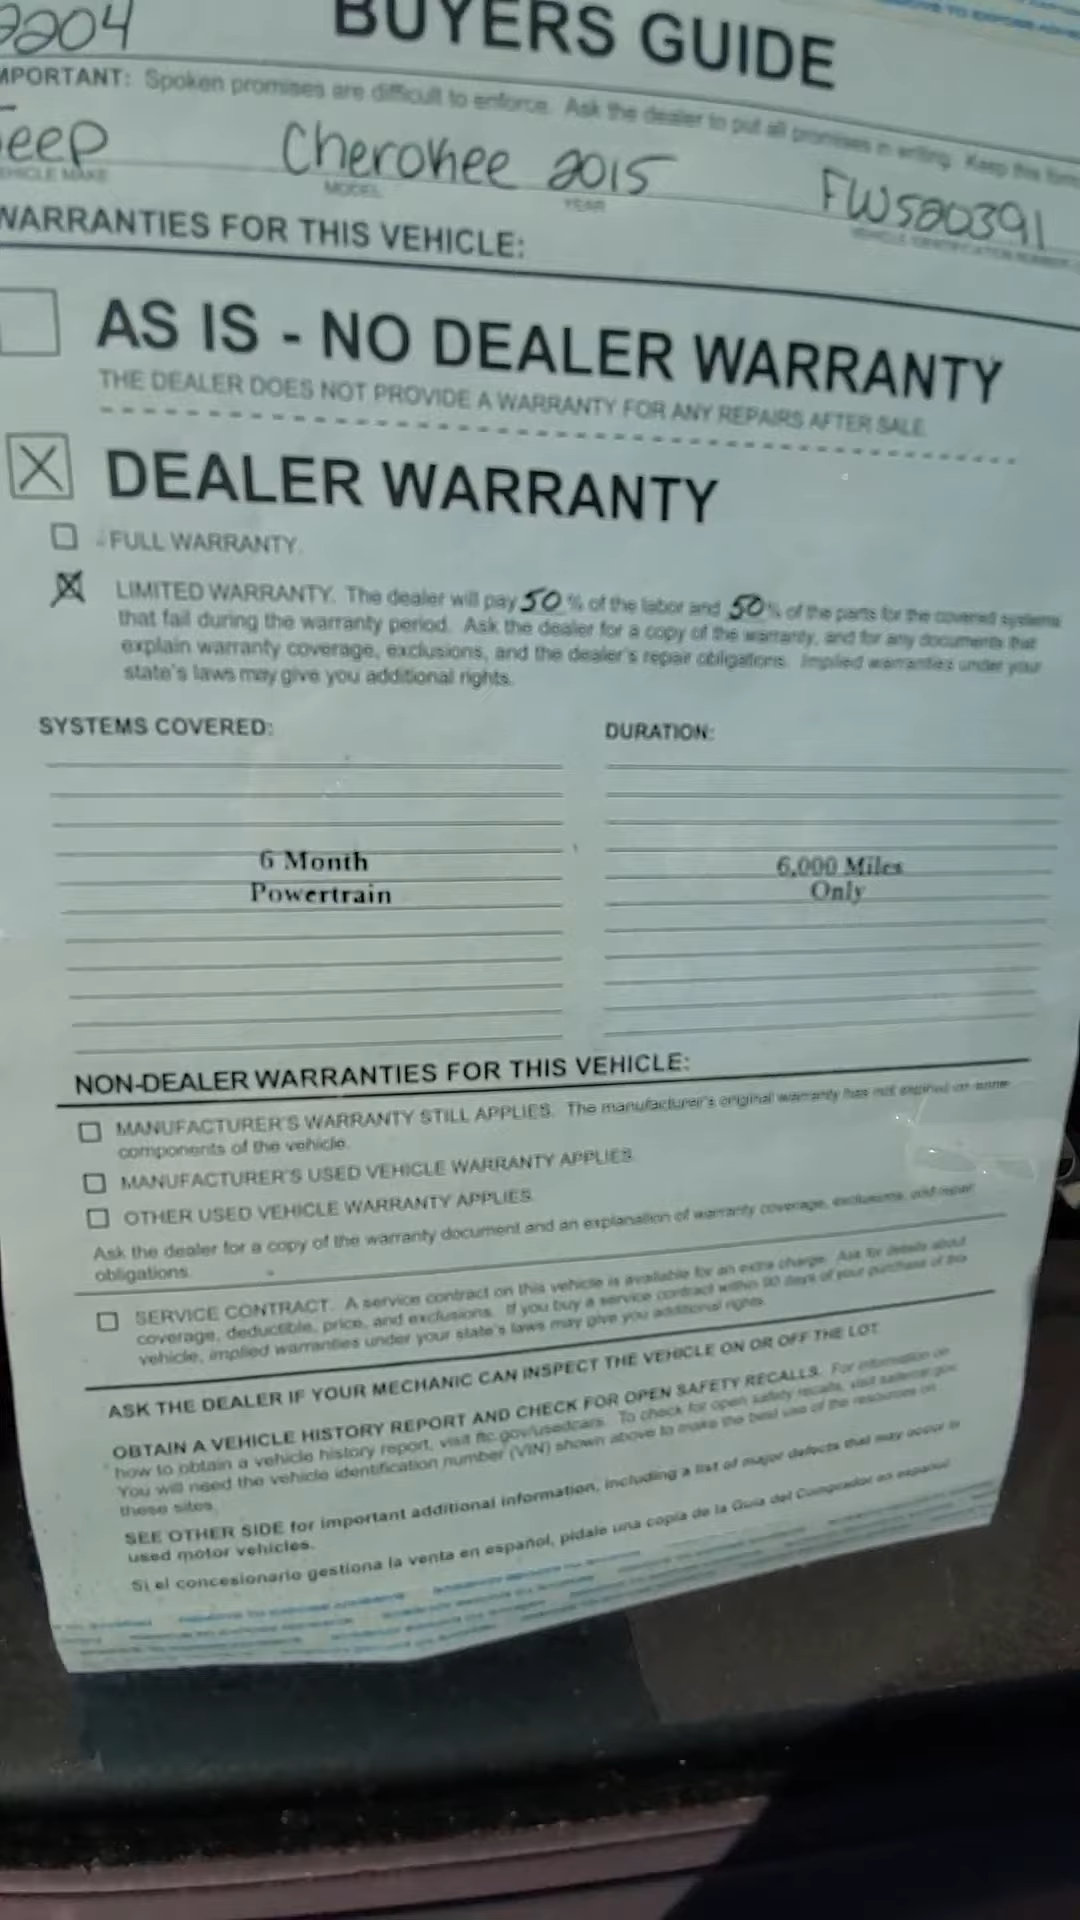 2204
BUYERS GUIDE
IMPORTANT: Spoken promises are difficult to enforce. Ask the dealer to put all promises in writing. Keep this form
Jeep Cherokee 2015 FW520391
VEHICLE MAKE MODEL YEAR VEHICLE IDENTIFICATION NUMBER
WARRANTIES FOR THIS VEHICLE:
AS IS - NO DEALER WARRANTY
THE DEALER DOES NOT PROVIDE A WARRANTY FOR ANY REPAIRS AFTER SALE.
X DEALER WARRANTY
FULL WARRANTY.
X LIMITED WARRANTY. The dealer will pay 50 % of the labor and 50 % of the parts for the covered systems
that fail during the warranty period. Ask the dealer for a copy of the warranty, and for any documents that
explain warranty coverage, exclusions, and the dealer's repair obligations. Implied warranties under your
state's laws may give you additional rights.
SYSTEMS COVERED: DURATION:
6 Month 6,000 Miles
Powertrain Only
NON-DEALER WARRANTIES FOR THIS VEHICLE:
MANUFACTURER'S WARRANTY STILL APPLIES. The manufacturer's original warranty has not expired on some
components of the vehicle.
MANUFACTURER'S USED VEHICLE WARRANTY APPLIES.
OTHER USED VEHICLE WARRANTY APPLIES.
Ask the dealer for a copy of the warranty document and an explanation of warranty coverage, exclusions, and repair
obligations.
SERVICE CONTRACT. A service contract on this vehicle is available for an extra charge. Ask for details about
coverage, deductible, price, and exclusions. If you buy a service contract within 90 days of your purchase of this
vehicle, implied warranties under your state's laws may give you additional rights.
ASK THE DEALER IF YOUR MECHANIC CAN INSPECT THE VEHICLE ON OR OFF THE LOT.
OBTAIN A VEHICLE HISTORY REPORT AND CHECK FOR OPEN SAFETY RECALLS. For information on
how to obtain a vehicle history report, visit ftc.gov/usedcars. To check for open safety recalls, visit safercar.gov.
You will need the vehicle identification number (VIN) shown above to make the best use of the resources on
these sites.
SEE OTHER SIDE for important additional information, including a list of major defects that may occur in
used motor vehicles.
Si el concesionario gestiona la venta en español, pídale una copia de la Guía del Comprador en español.